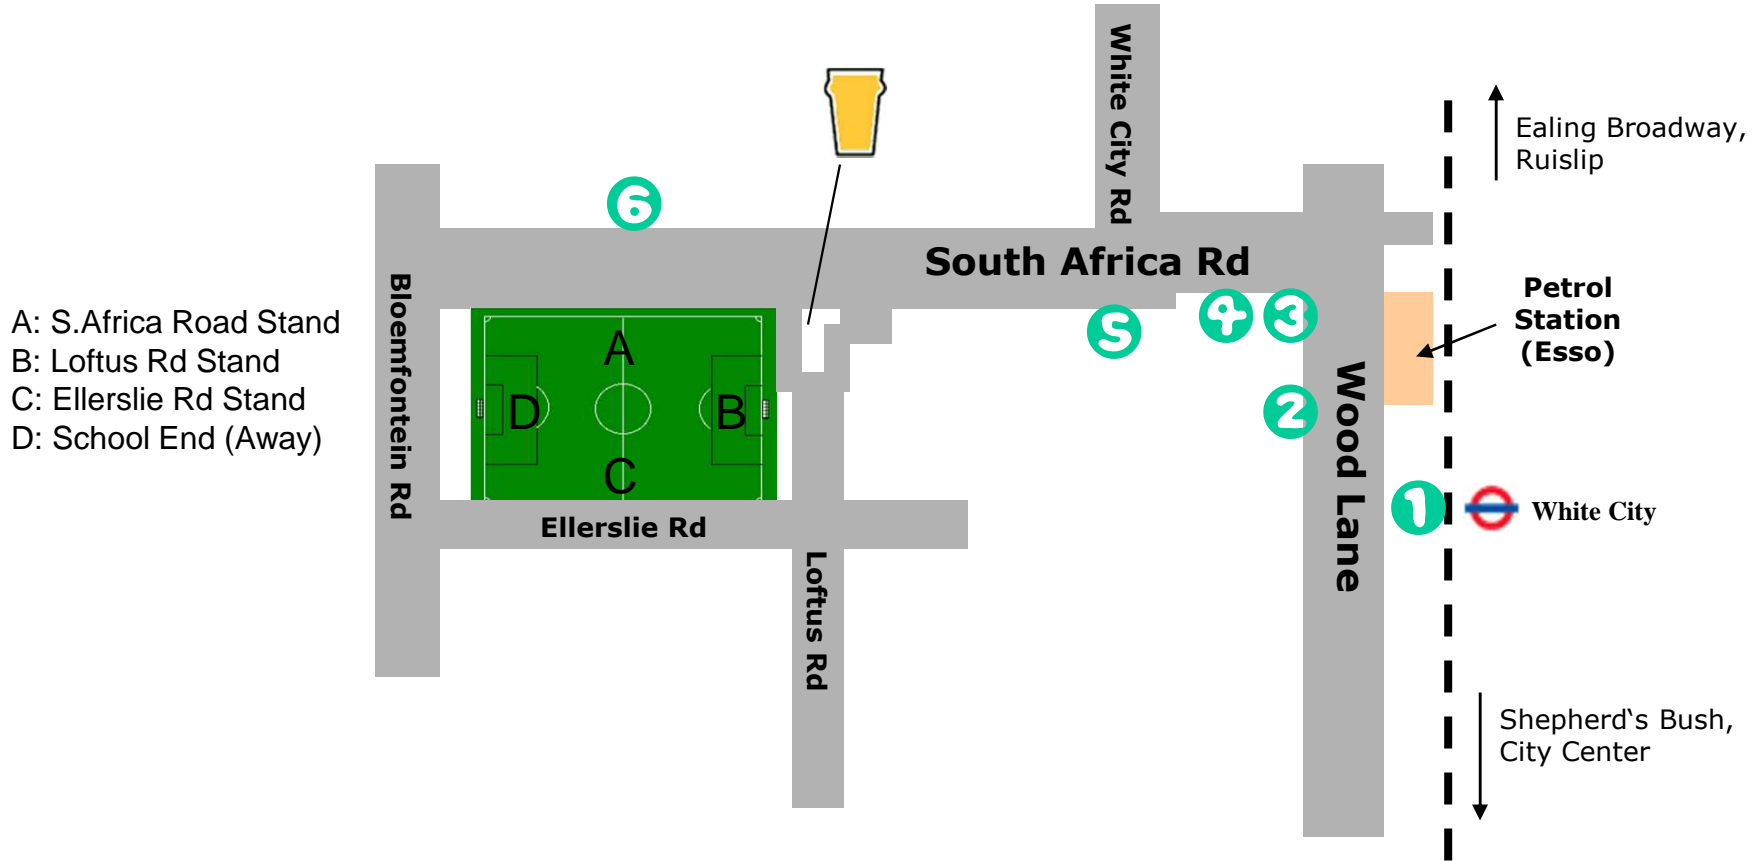 White City Rd
Ealing Broadway,
Ruislip
6
South Africa Rd
Bloemfontein Rd
A: S.Africa Road Stand
B: Loftus Rd Stand
C: Ellerslie Rd Stand
D: School End (Away)
A
D
B
C
5
4
3
Petrol
Station
(Esso)
2
Wood Lane
1
White City
Ellerslie Rd
Loftus Rd
Shepherd‘s Bush,
City Center